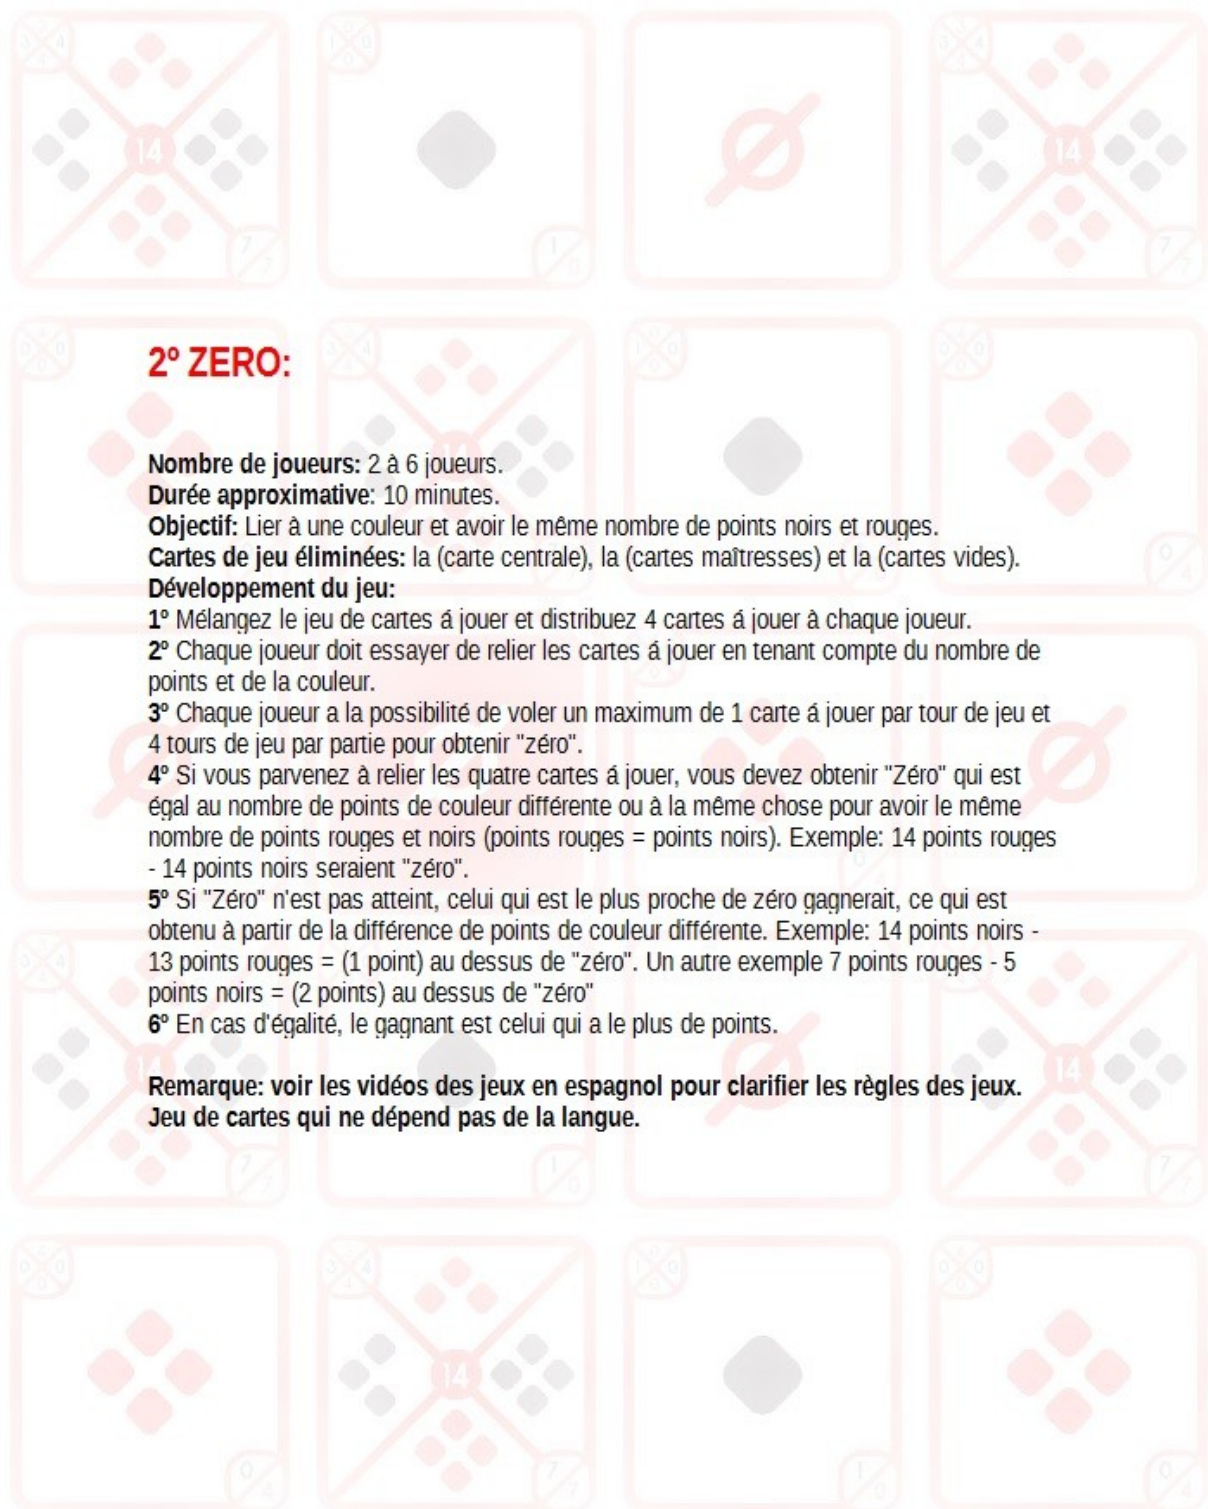 2º ZERO:
Nombre de joueurs: 2 à 6 joueurs.
Durée approximative: 10 minutes.
Objectif: Lier à une couleur et avoir le même nombre de points noirs et rouges.
Cartes de jeu éliminées: la (carte centrale), la (cartes maîtresses) et la (cartes vides).
Développement du jeu:
1º Mélangez le jeu de cartes á jouer et distribuez 4 cartes á jouer à chaque joueur.
2º Chaque joueur doit essayer de relier les cartes á jouer en tenant compte du nombre de
points et de la couleur.
3º Chaque joueur a la possibilité de voler un maximum de 1 carte á jouer par tour de jeu et
4 tours de jeu par partie pour obtenir "zéro".
4º Si vous parvenez à relier les quatre cartes á jouer, vous devez obtenir "Zéro" qui est
égal au nombre de points de couleur différente ou à la même chose pour avoir le même
nombre de points rouges et noirs (points rouges = points noirs). Exemple: 14 points rouges
- 14 points noirs seraient "zéro".
5º Si "Zéro" n'est pas atteint, celui qui est le plus proche de zéro gagnerait, ce qui est
obtenu à partir de la différence de points de couleur différente. Exemple: 14 points noirs -
13 points rouges = (1 point) au dessus de "zéro". Un autre exemple 7 points rouges - 5
points noirs = (2 points) au dessus de "zéro"
6º En cas d'égalité, le gagnant est celui qui a le plus de points.
Remarque: voir les vidéos des jeux en espagnol pour clarifier les règles des jeux.
Jeu de cartes qui ne dépend pas de la langue.